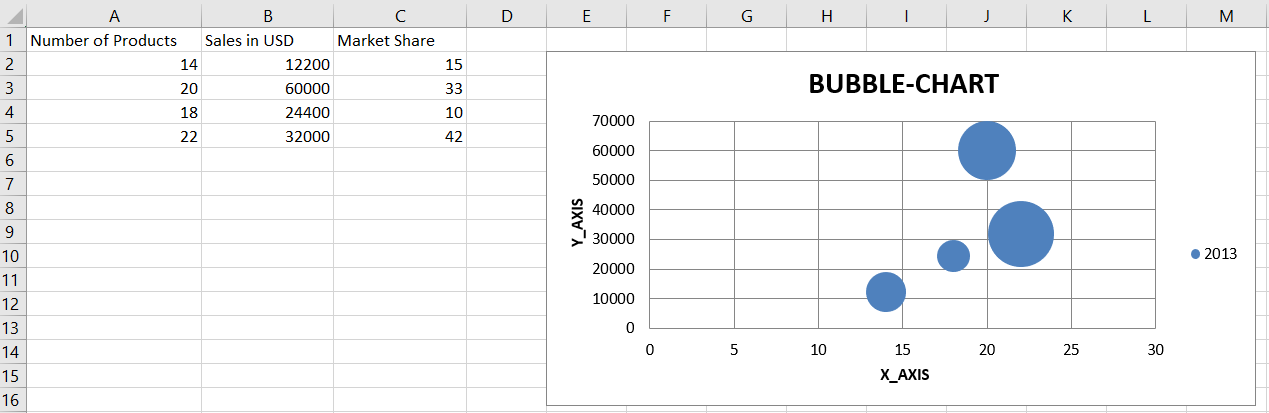 A B C D E F G H I J K L M
1 Number of Products Sales in USD Market Share
2 14 12200 15
3 20 60000 33
4 18 24400 10
5 22 32000 42
6
7
8
9
10
11
12
13
14
15
16
BUBBLE-CHART
70000
60000
50000
40000
30000
20000
10000
0
Y_AXIS
0 5 10 15 20 25 30
X_AXIS
2013